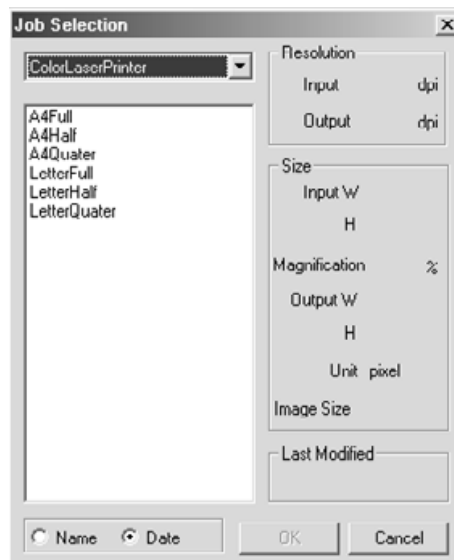 Job Selection
ColorLaserPrinter
A4Full
A4Half
A4Quater
LetterFull
LetterHalf
LetterQuater
Name Date
Resolution
Input dpi
Output dpi
Size
Input W
H
Magnification %
Output W
H
Unit pixel
Image Size
Last Modified
OK Cancel